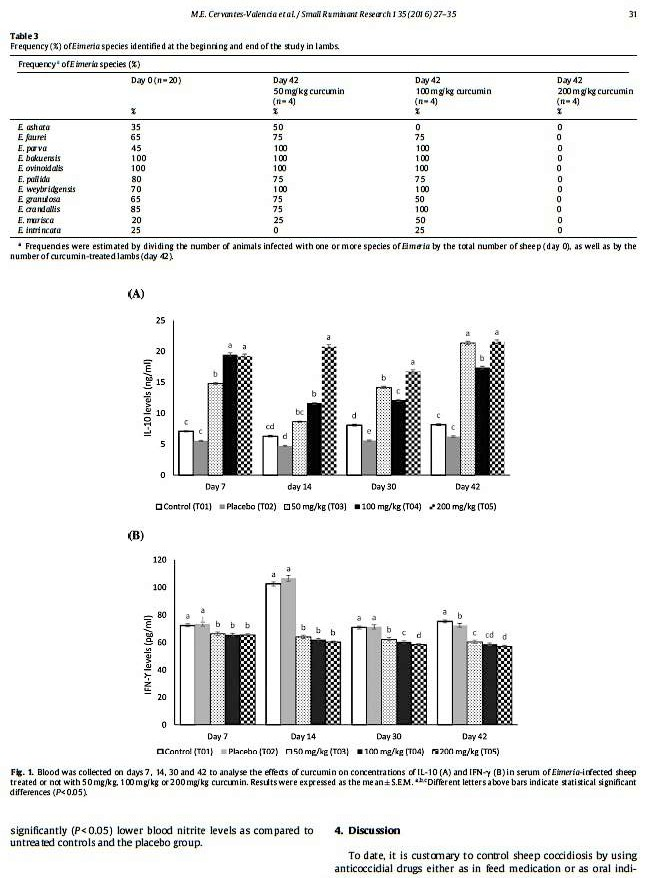 M.E. Cervantes-Valencia et al. / Small Ruminant Research 135 (2016) 27–35 31
Table 3
Frequency (%) of Eimeria species identified at the beginning and end of the study in lambs.
Frequency a of Eimeria species (%)
Day 0 (n = 20) Day 42 Day 42 Day 42
50 mg/kg curcumin 100 mg/kg curcumin 200 mg/kg curcumin
(n = 4) (n = 4) (n = 4)
% % % %
E. ashata 35 50 0 0
E. faurei 65 75 75 0
E. parva 45 100 100 0
E. bakuensis 100 100 100 0
E. ovinoidalis 100 100 100 0
E. pallida 80 75 75 0
E. weybridgensis 70 100 100 0
E. granulosa 65 75 50 0
E. crandallis 85 75 100 0
E. marisca 20 25 50 0
E. intrincata 25 0 25 0
a Frequencies were estimated by dividing the number of animals infected with one or more species of Eimeria by the total number of sheep (day 0), as well as by the
number of curcumin-treated lambs (day 42).
(A)
IL-10 levels (ng/ml)
25
20
15
10
5
0
c c b a a
cd d bc b a
d e b c a
c c a b a
Day 7 day 14 Day 30 Day 42
Control (T01) Placebo (T02) 50 mg/kg (T03) 100 mg/kg (T04) 200 mg/kg (T05)
(B)
IFN-γ levels (pg/ml)
120
100
80
60
40
20
0
a a b b b
a a b b b
a a b c d
a b c cd d
Day 7 Day 14 Day 30 Day 42
Control (T01) Placebo (T02) 50 mg/kg (T03) 100 mg/kg (T04) 200 mg/kg (T05)
Fig. 1. Blood was collected on days 7, 14, 30 and 42 to analyse the effects of curcumin on concentrations of IL-10 (A) and IFN-γ (B) in serum of Eimeria-infected sheep
treated or not with 50 mg/kg, 100 mg/kg or 200 mg/kg curcumin. Results were expressed as the mean ± S.E.M. a,b,c Different letters above bars indicate statistical significant
differences (P < 0.05).
significantly (P < 0.05) lower blood nitrite levels as compared to
untreated controls and the placebo group.
4. Discussion
To date, it is customary to control sheep coccidiosis by using
anticoccidial drugs either as in feed medication or as oral indi-